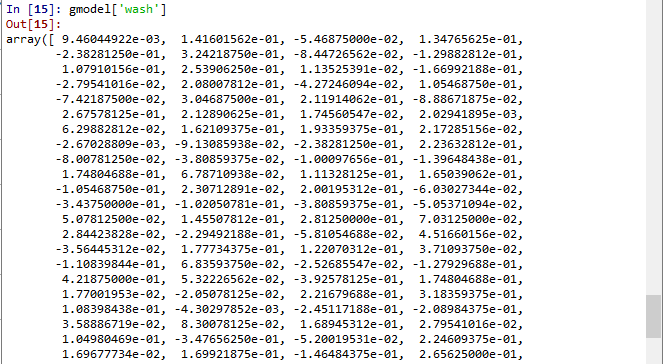 In [15]: gmodel['wash']
Out[15]:
array([ 9.46044922e-03, 1.41601562e-01, -5.46875000e-02, 1.34765625e-01,
-2.38281250e-01, 3.24218750e-01, -8.44726562e-02, -1.29882812e-01,
1.07910156e-01, 2.53906250e-01, 1.13525391e-02, -1.66992188e-01,
-2.79541016e-02, 2.08007812e-01, -4.27246094e-02, 1.05468750e-01,
-7.42187500e-02, 3.04687500e-01, 2.11914062e-01, -8.88671875e-02,
2.67578125e-01, 2.12890625e-01, 1.74560547e-02, 2.02941895e-03,
6.29882812e-02, 1.62109375e-01, 1.93359375e-01, 2.17285156e-02,
-2.67028809e-03, -9.13085938e-02, -2.38281250e-01, 2.23632812e-01,
-8.00781250e-02, -3.80859375e-02, -1.00097656e-01, -1.39648438e-01,
1.74804688e-01, 6.78710938e-02, 1.11328125e-01, 1.65039062e-01,
-1.05468750e-01, 2.30712891e-02, 2.00195312e-01, -6.03027344e-02,
-3.43750000e-01, -1.02050781e-01, -3.80859375e-01, -5.05371094e-02,
5.07812500e-02, 1.45507812e-01, 2.81250000e-01, 7.03125000e-02,
2.84423828e-02, -2.29492188e-01, -5.81054688e-02, 4.51660156e-02,
-3.56445312e-02, 1.77734375e-01, 1.22070312e-01, 3.71093750e-02,
-1.10839844e-01, 6.83593750e-02, -2.52685547e-02, -1.27929688e-01,
4.21875000e-01, 5.32226562e-02, -3.92578125e-01, 1.74804688e-01,
1.77001953e-02, -2.05078125e-02, 2.21679688e-01, 3.18359375e-01,
1.08398438e-01, -4.30297852e-03, -2.45117188e-01, -2.08984375e-01,
3.58886719e-02, 8.30078125e-02, 1.68945312e-01, 2.79541016e-02,
1.04980469e-01, -3.47656250e-01, -5.20019531e-02, 2.24609375e-01,
1.69677734e-02, 1.69921875e-01, -1.46484375e-01, 2.65625000e-01,